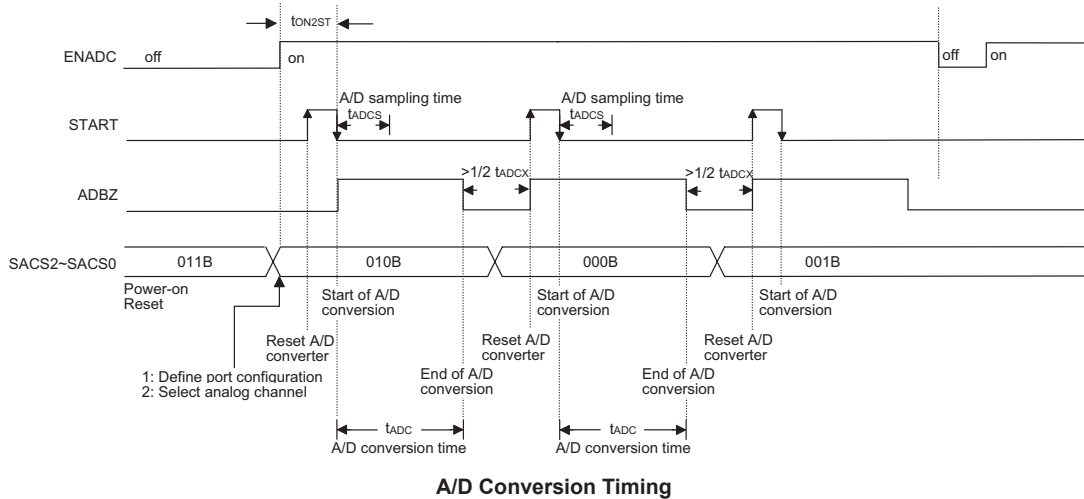 tON2ST
ENADC off on off on
A/D sampling time A/D sampling time
tADCS tADCS
START
>1/2 tADCX >1/2 tADCX
ADBZ
SACS2~SACS0 011B 010B 000B 001B
Power-on
Reset
Start of A/D
conversion
Start of A/D
conversion
Start of A/D
conversion
Reset A/D
converter
Reset A/D
converter
Reset A/D
converter
1: Define port configuration
2: Select analog channel
End of A/D
conversion
End of A/D
conversion
tADC tADC
A/D conversion time A/D conversion time
A/D Conversion Timing